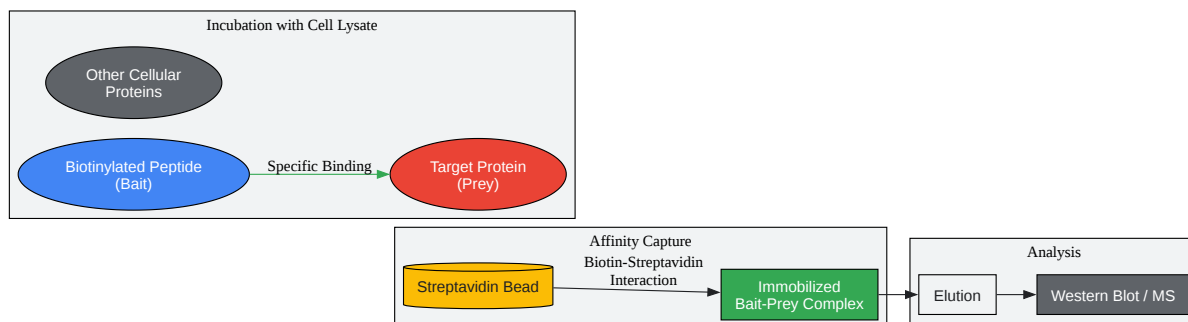 Incubation with Cell Lysate
Other Cellular
Proteins
Biotinylated Peptide
(Bait)
Specific Binding
Target Protein
(Prey)
Affinity Capture
Streptavidin Bead
Biotin-Streptavidin
Interaction
Immobilized
Bait-Prey Complex
Analysis
Elution
Western Blot / MS